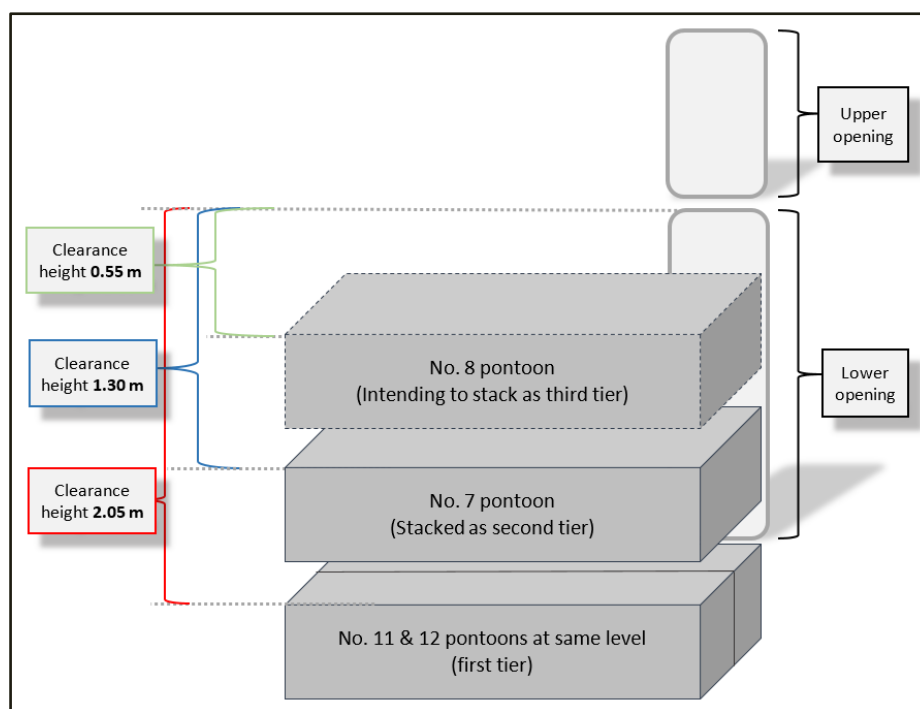 Upper
opening
Clearance
height 0.55 m
No. 8 pontoon
(Intending to stack as third tier)
Clearance
height 1.30 m
Lower
opening
Clearance
height 2.05 m
No. 7 pontoon
(Stacked as second tier)
No. 11 & 12 pontoons at same level
(first tier)